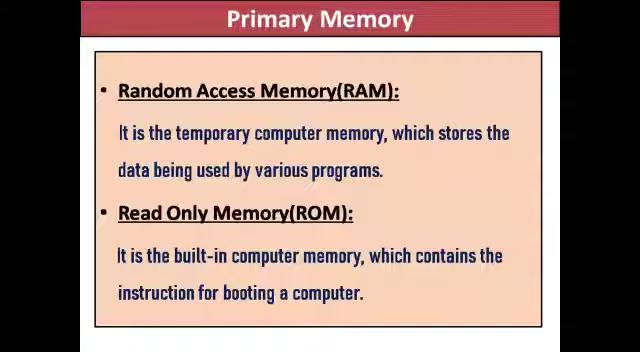 Primary Memory
• Random Access Memory(RAM):
It is the temporary computer memory, which stores the
data being used by various programs.
• Read Only Memory(ROM):
It is the built-in computer memory, which contains the
instruction for booting a computer.